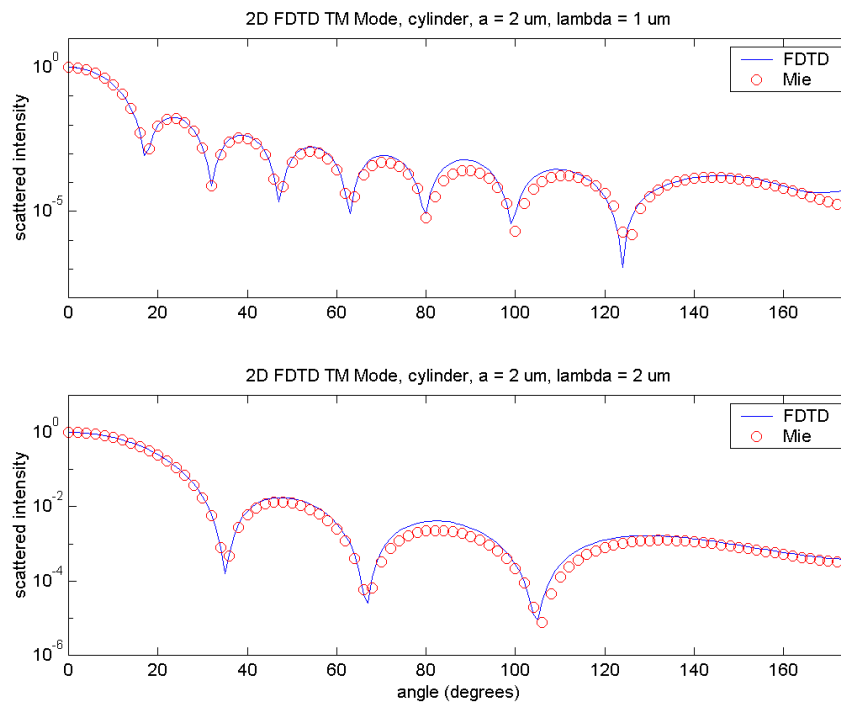 2D FDTD TM Mode, cylinder, a = 2 um, lambda = 1 um
10^0
10^-5
scattered intensity
FDTD
Mie
0 20 40 60 80 100 120 140 160
2D FDTD TM Mode, cylinder, a = 2 um, lambda = 2 um
10^0
10^-2
10^-4
10^-6
scattered intensity
FDTD
Mie
0 20 40 60 80 100 120 140 160
angle (degrees)